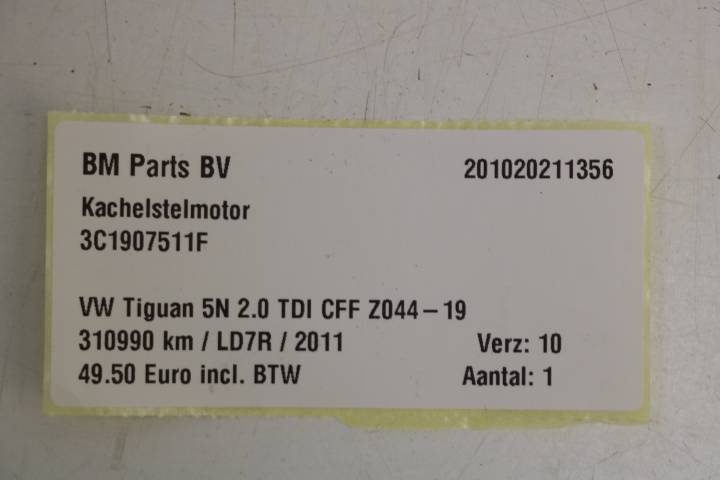 BM Parts BV 201020211356
Kachelstelmotor
3C1907511F
VW Tiguan 5N 2.0 TDI CFF Z044-19
310990 km / LD7R / 2011 Verz: 10
49.50 Euro incl. BTW Aantal: 1